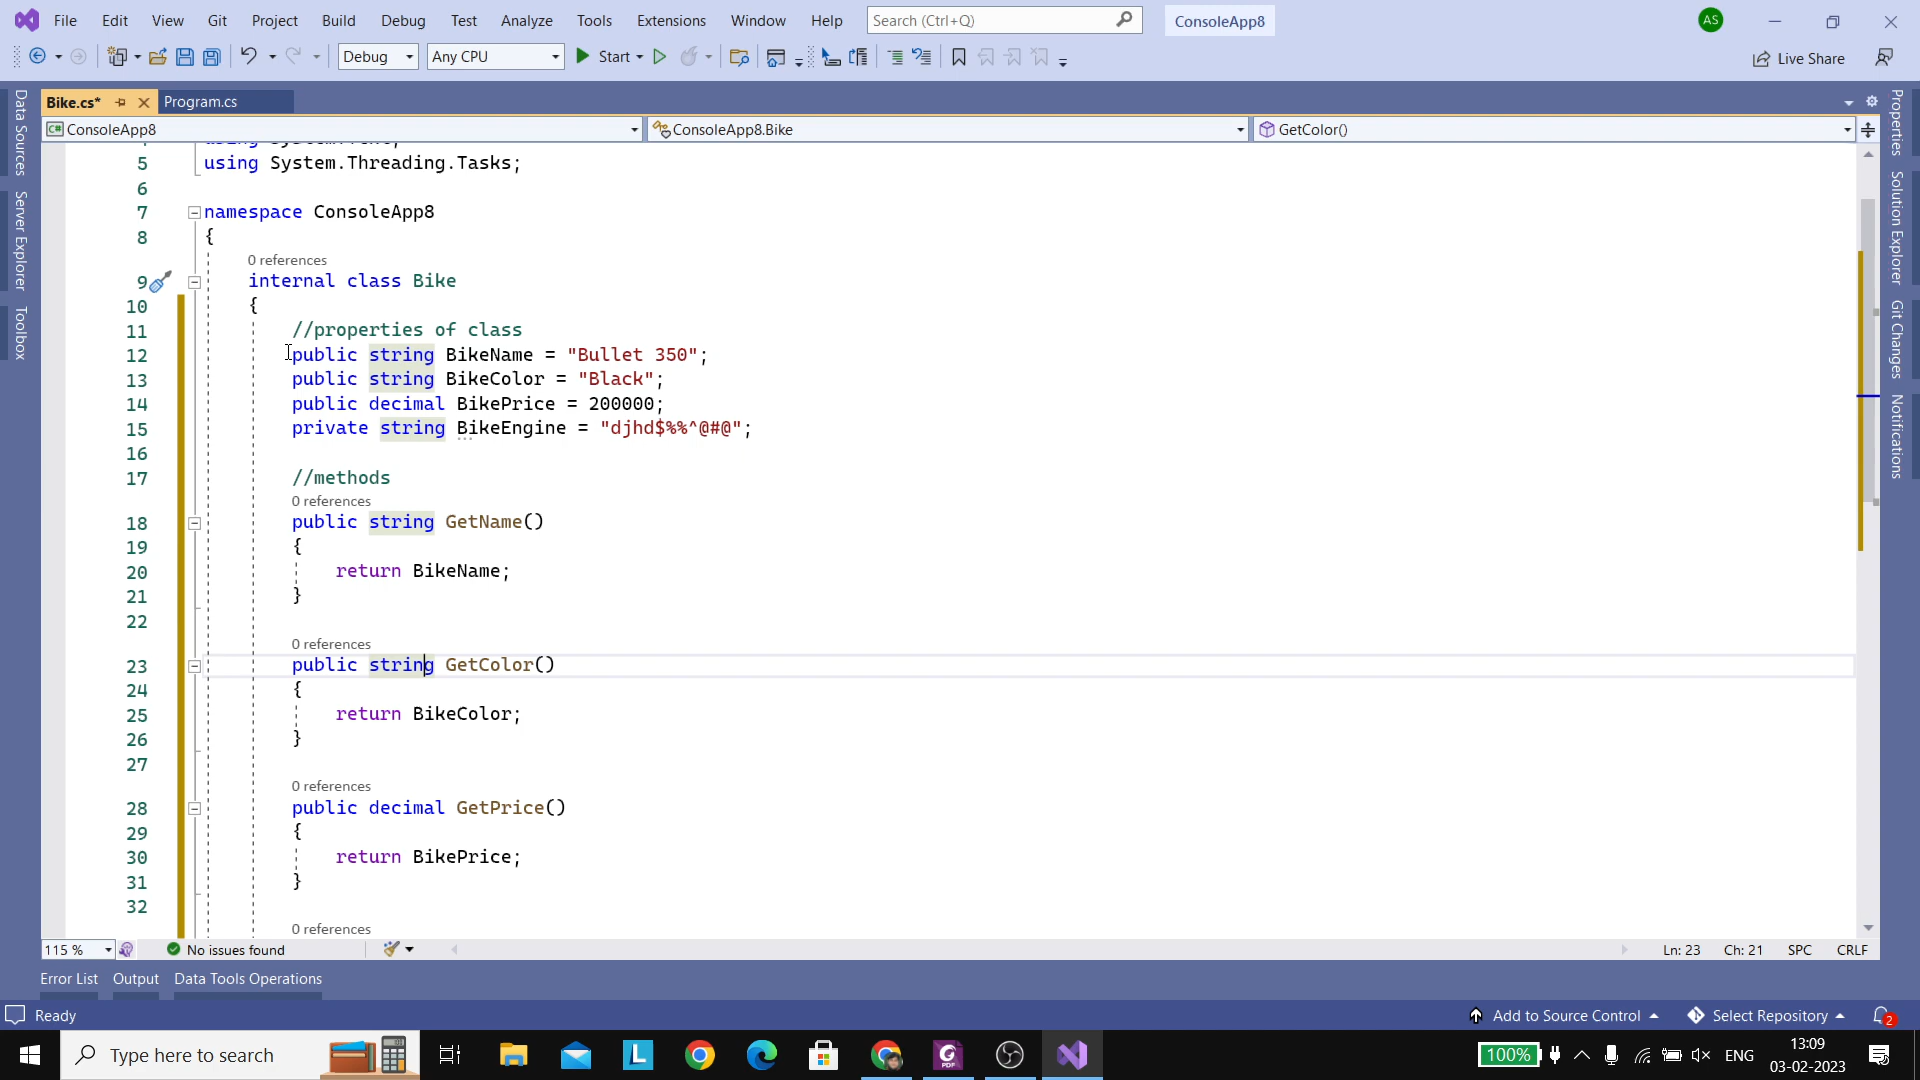 File Edit View Git Project Build Debug Test Analyze Tools Extensions Window Help Search (Ctrl+Q) ConsoleApp8 AS
Debug Any CPU Start Live Share
Bike.cs* Program.cs
ConsoleApp8 ConsoleApp8.Bike GetColor()
Data Sources
Server Explorer
Toolbox
5 using System.Threading.Tasks;
6
7 namespace ConsoleApp8
8 {
0 references
9 internal class Bike
10 {
11 //properties of class
12 public string BikeName = "Bullet 350";
13 public string BikeColor = "Black";
14 public decimal BikePrice = 200000;
15 private string BikeEngine = "djhd$%%^@#@";
16
17 //methods
0 references
18 public string GetName()
19 {
20 return BikeName;
21 }
22
0 references
23 public string GetColor()
24 {
25 return BikeColor;
26 }
27
0 references
28 public decimal GetPrice()
29 {
30 return BikePrice;
31 }
32
0 references
Properties
Solution Explorer
Git Changes
Notifications
115 % No issues found Ln: 23 Ch: 21 SPC CRLF
Error List Output Data Tools Operations
Ready Add to Source Control Select Repository 2
Type here to search L PDF 100% ENG 13:09
03-02-2023